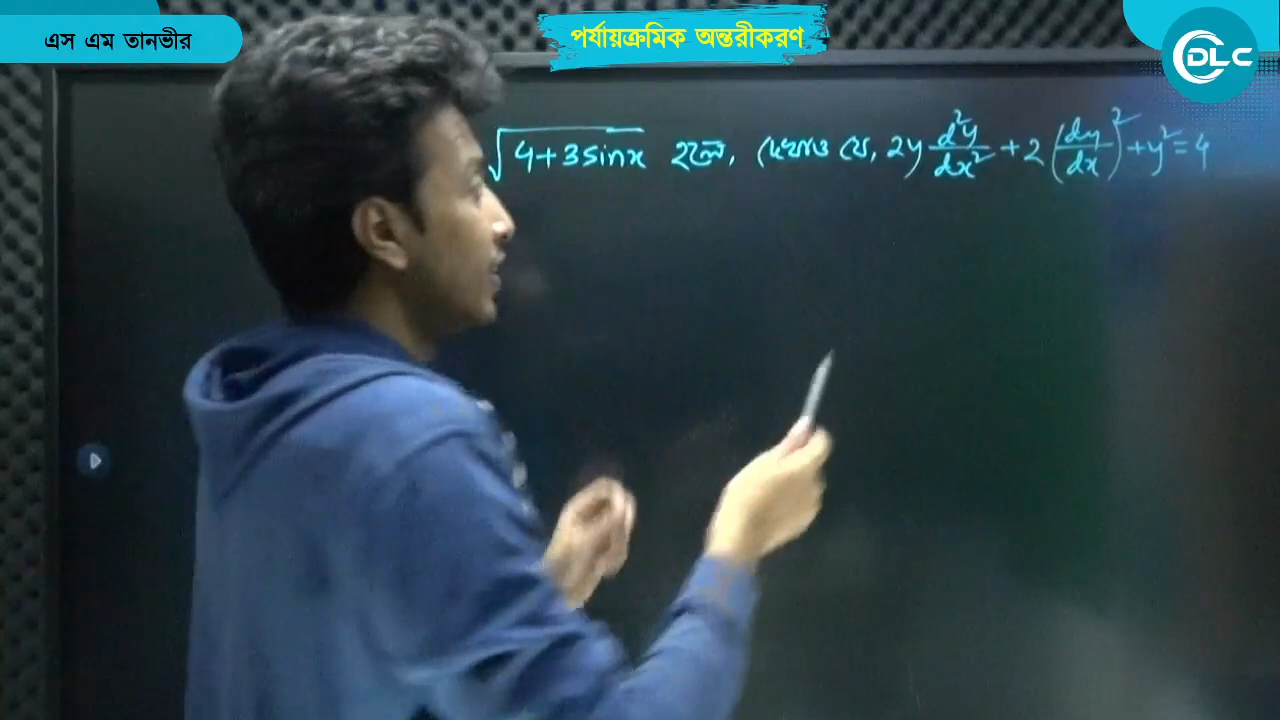 এস এম তানভীর
পর্যায়ক্রমিক অন্তরীকরণ
DLC
√(4+3sinx) হলে, দেখাও যে, 2y d²y/dx² + 2(dy/dx)² + y² = 4